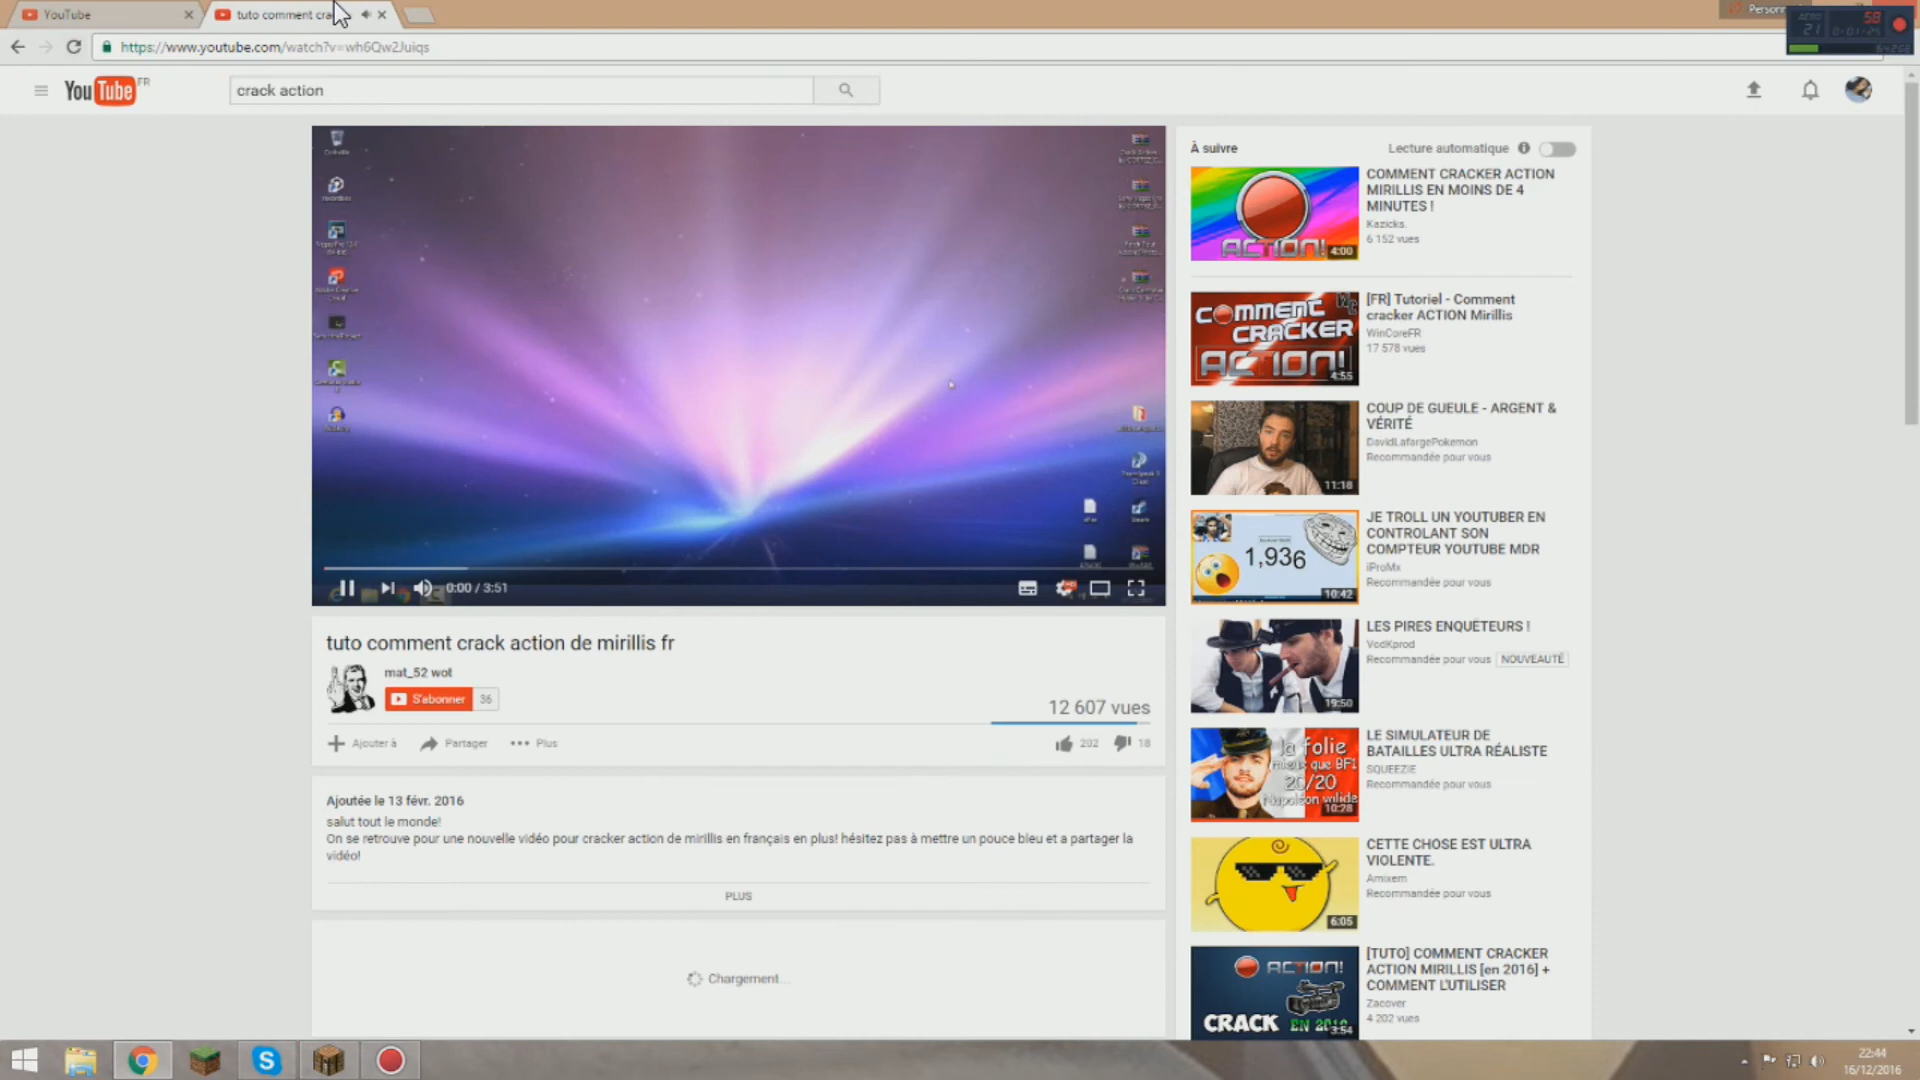 YouTube
tuto comment cra
https://www.youtube.com/watch?v=wh6Qw2Juiqs
YouTube FR
crack action
0:00 / 3:51
tuto comment crack action de mirillis fr
mat_52 wot
S'abonner 36
12 607 vues
Ajouter à Partager Plus
202 18
Ajoutée le 13 févr. 2016
salut tout le monde!
On se retrouve pour une nouvelle vidéo pour cracker action de mirillis en français en plus! hésitez pas à mettre un pouce bleu et a partager la
vidéo!
PLUS
Chargement...
À suivre
Lecture automatique
ACTION!
4:00
COMMENT CRACKER ACTION
MIRILLIS EN MOINS DE 4
MINUTES !
Kazicks.
6 152 vues
COMMENT
CRACKER
ACTION!
4:55
[FR] Tutoriel - Comment
cracker ACTION Mirillis
WinCoreFR
17 578 vues
11:18
COUP DE GUEULE - ARGENT &
VÉRITÉ
DavidLafargePokemon
Recommandée pour vous
1,936
10:42
JE TROLL UN YOUTUBER EN
CONTROLANT SON
COMPTEUR YOUTUBE MDR
iProMx
Recommandée pour vous
19:50
LES PIRES ENQUÊTEURS !
VodKprod
Recommandée pour vous NOUVEAUTÉ
la folie
mieux que BF1
20/20
Napoléon valide
10:28
LE SIMULATEUR DE
BATAILLES ULTRA RÉALISTE
SQUEEZIE
Recommandée pour vous
6:05
CETTE CHOSE EST ULTRA
VIOLENTE.
Amixem
Recommandée pour vous
ACTION!
CRACK EN
3:54
[TUTO] COMMENT CRACKER
ACTION MIRILLIS [en 2016] +
COMMENT L'UTILISER
Zacover
4 202 vues
22:44
16/12/2016